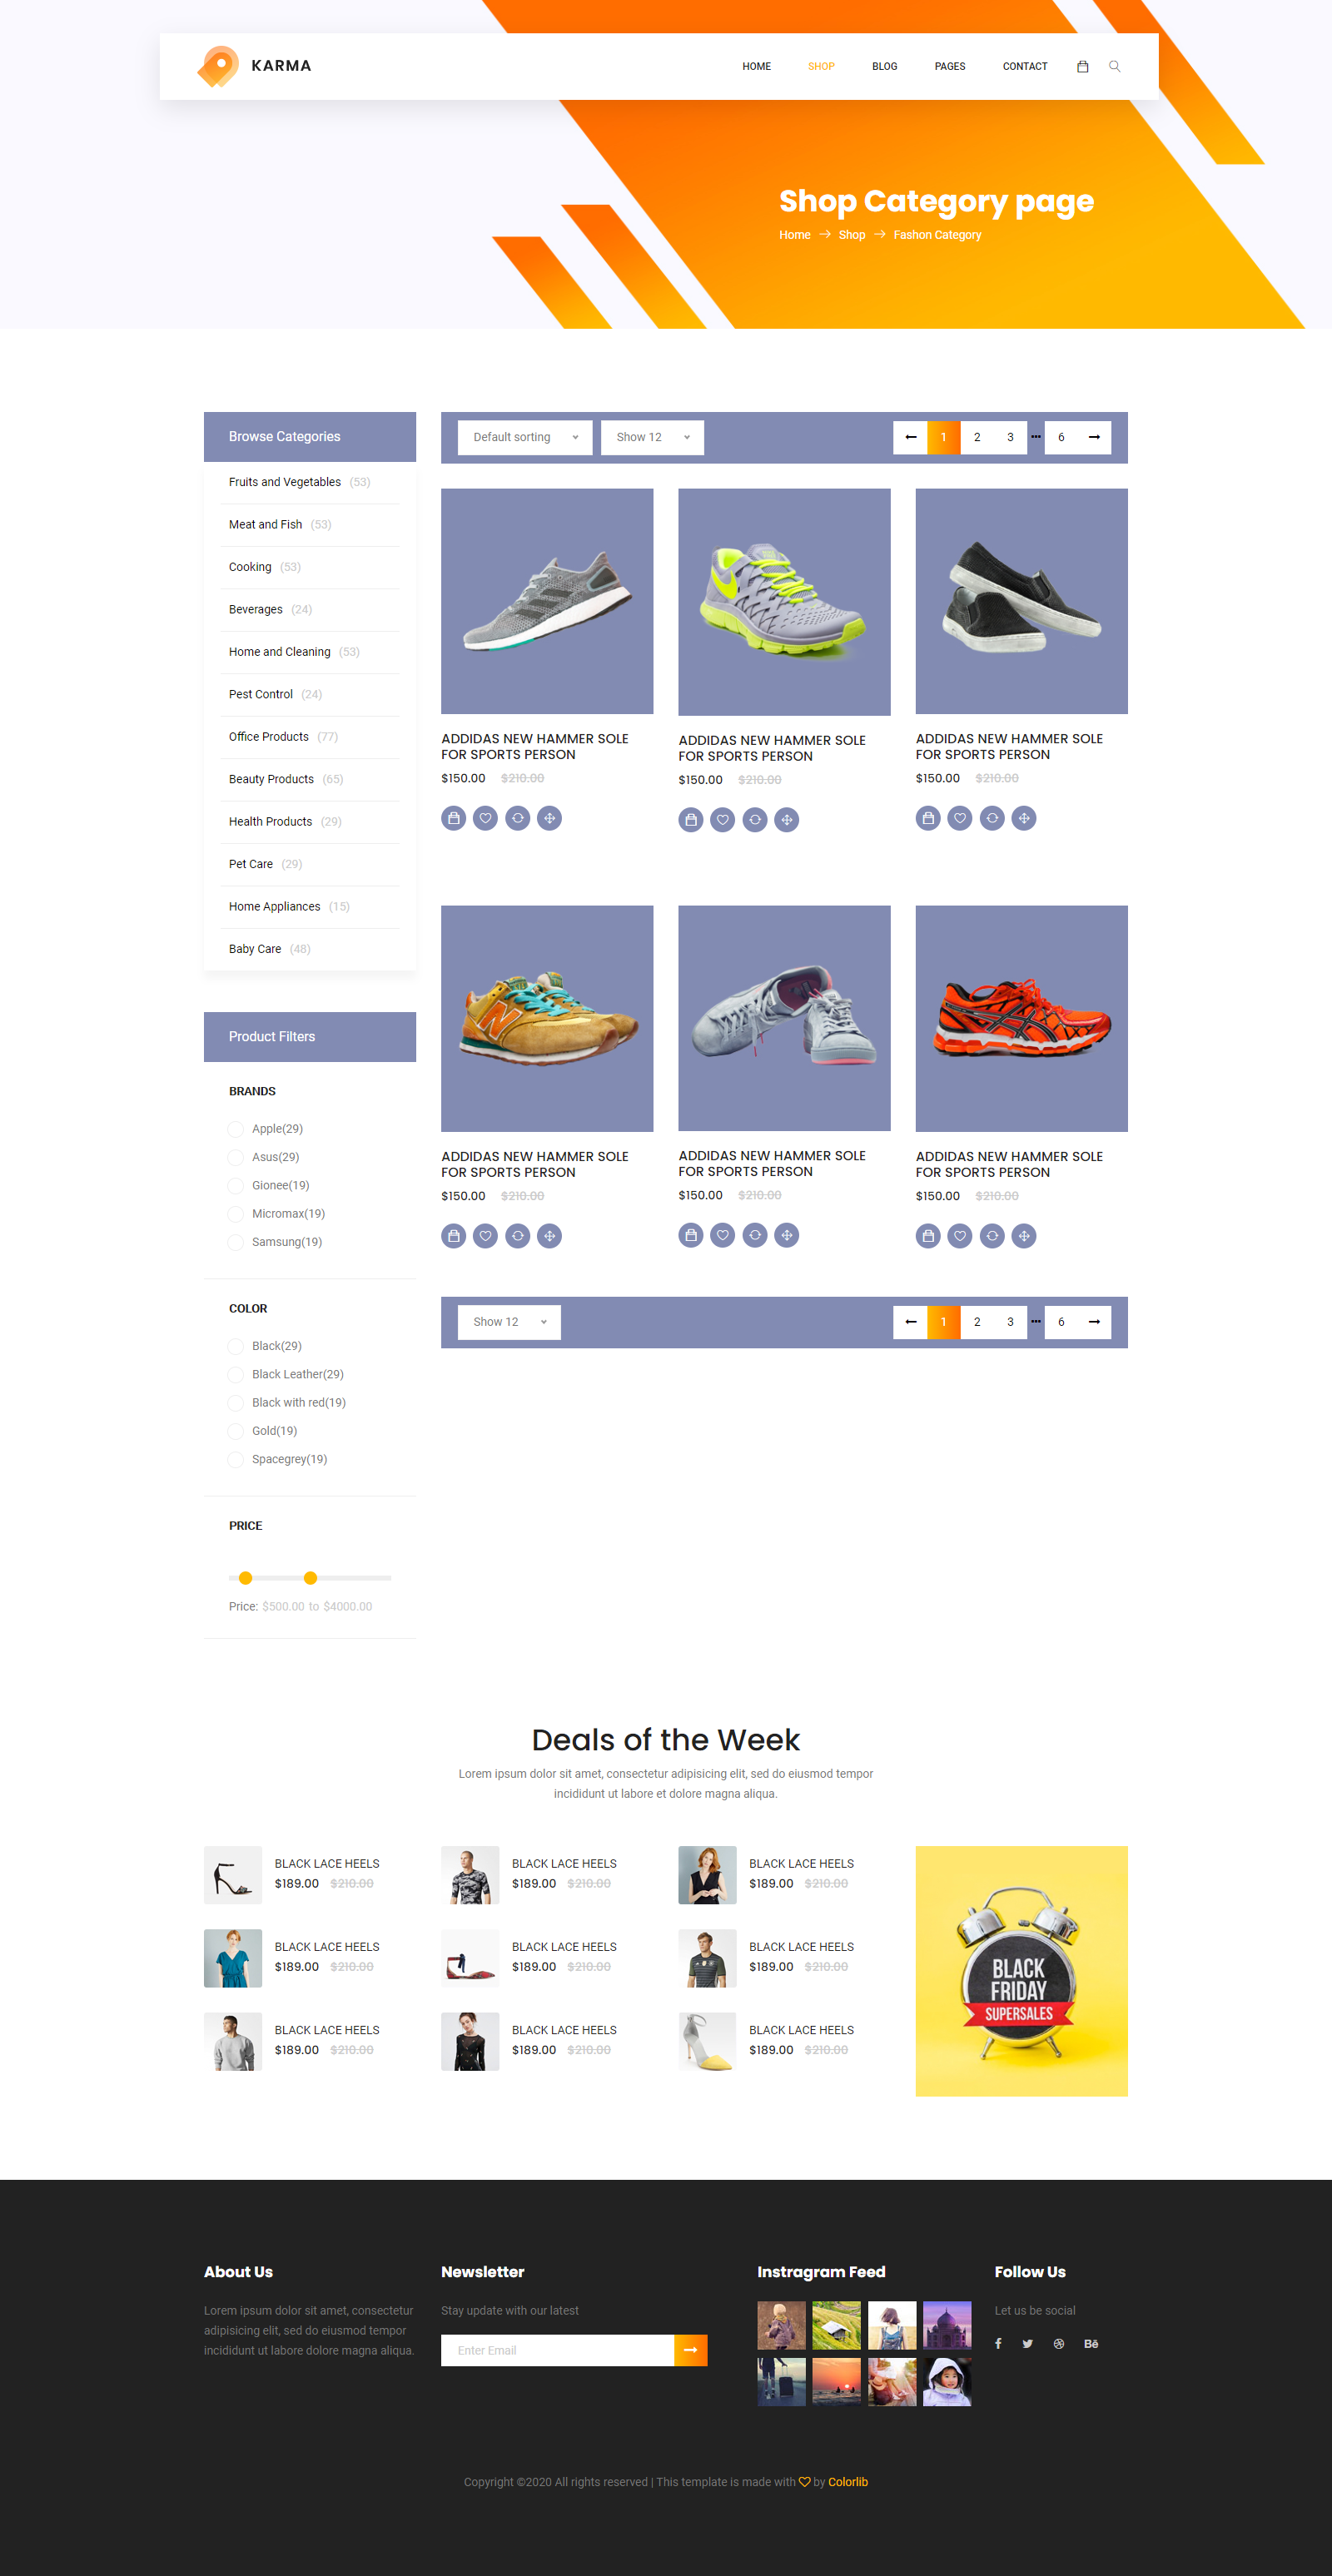 KARMA
HOME SHOP BLOG PAGES CONTACT
Shop Category page
Home Shop Fashon Category
Browse Categories
Fruits and Vegetables (53)
Meat and Fish (53)
Cooking (53)
Beverages (24)
Home and Cleaning (53)
Pest Control (24)
Office Products (77)
Beauty Products (65)
Health Products (29)
Pet Care (29)
Home Appliances (15)
Baby Care (48)
Product Filters
BRANDS
Apple(29)
Asus(29)
Gionee(19)
Micromax(19)
Samsung(19)
COLOR
Black(29)
Black Leather(29)
Black with red(19)
Gold(19)
Spacegrey(19)
PRICE
Price: $500.00 to $4000.00
Default sorting Show 12 1 2 3 ... 6
ADDIDAS NEW HAMMER SOLE
FOR SPORTS PERSON
$150.00 $210.00
ADDIDAS NEW HAMMER SOLE
FOR SPORTS PERSON
$150.00 $210.00
ADDIDAS NEW HAMMER SOLE
FOR SPORTS PERSON
$150.00 $210.00
ADDIDAS NEW HAMMER SOLE
FOR SPORTS PERSON
$150.00 $210.00
ADDIDAS NEW HAMMER SOLE
FOR SPORTS PERSON
$150.00 $210.00
ADDIDAS NEW HAMMER SOLE
FOR SPORTS PERSON
$150.00 $210.00
Show 12 1 2 3 ... 6
Deals of the Week
Lorem ipsum dolor sit amet, consectetur adipisicing elit, sed do eiusmod tempor
incididunt ut labore et dolore magna aliqua.
BLACK LACE HEELS
$189.00 $210.00
BLACK LACE HEELS
$189.00 $210.00
BLACK LACE HEELS
$189.00 $210.00
BLACK LACE HEELS
$189.00 $210.00
BLACK LACE HEELS
$189.00 $210.00
BLACK LACE HEELS
$189.00 $210.00
BLACK LACE HEELS
$189.00 $210.00
BLACK LACE HEELS
$189.00 $210.00
BLACK LACE HEELS
$189.00 $210.00
BLACK
FRIDAY
SUPERSALES
About Us
Lorem ipsum dolor sit amet, consectetur
adipisicing elit, sed do eiusmod tempor
incididunt ut labore dolore magna aliqua.
Newsletter
Stay update with our latest
Enter Email
Instragram Feed
Follow Us
Let us be social
Copyright ©2020 All rights reserved | This template is made with by Colorlib